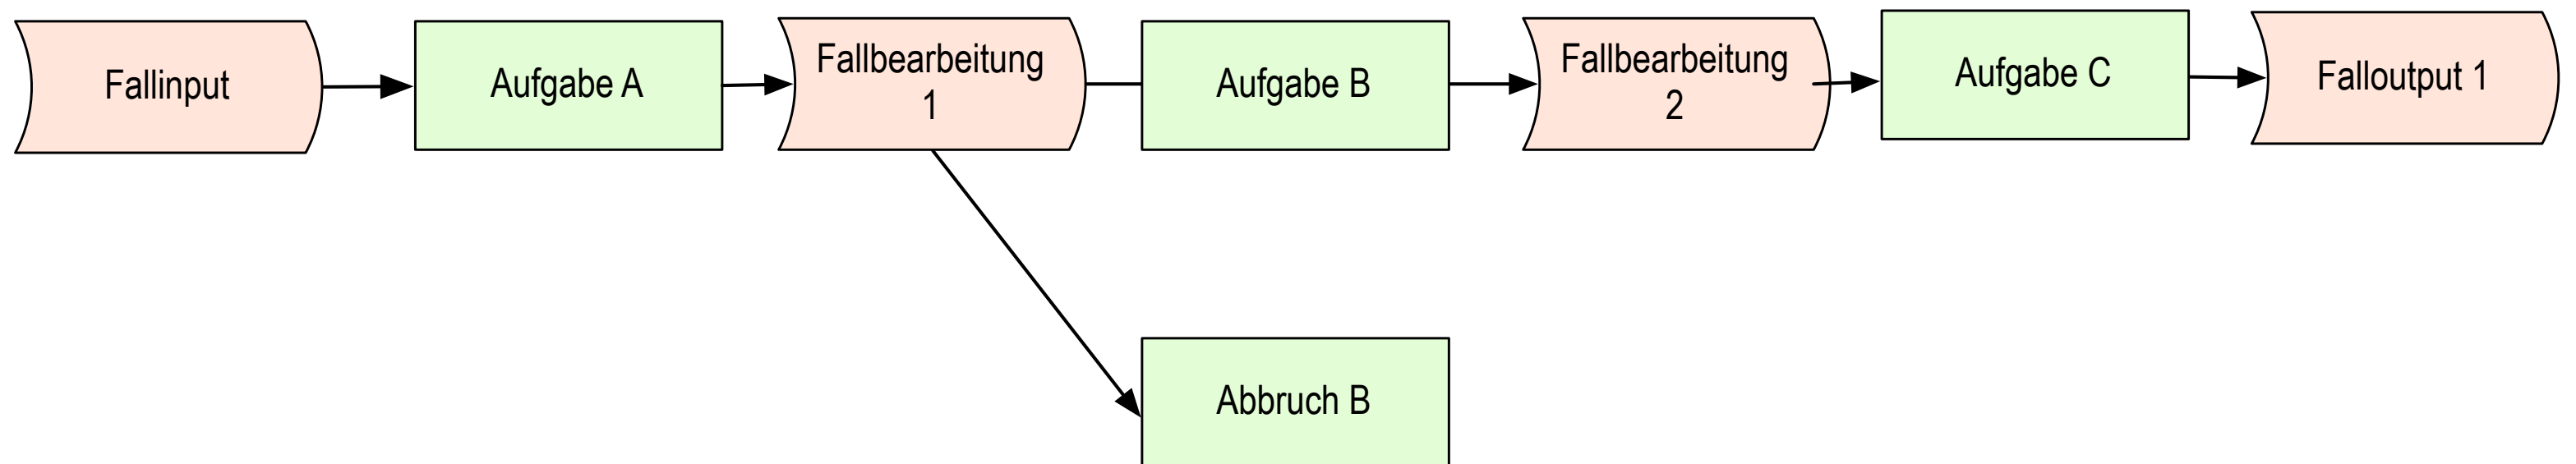 Fallinput
Aufgabe A
Fallbearbeitung
1
Aufgabe B
Fallbearbeitung
2
Aufgabe C
Falloutput 1
Abbruch B